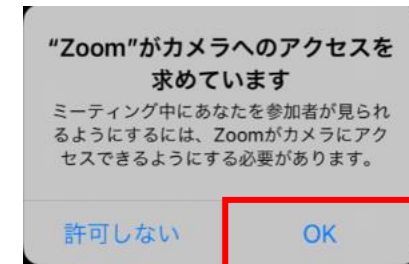 “Zoom”がカメラへのアクセスを
求めています
ミーティング中にあなたを参加者が見られ
るようにするには、Zoomがカメラにアク
セスできるようにする必要があります。
許可しない
OK